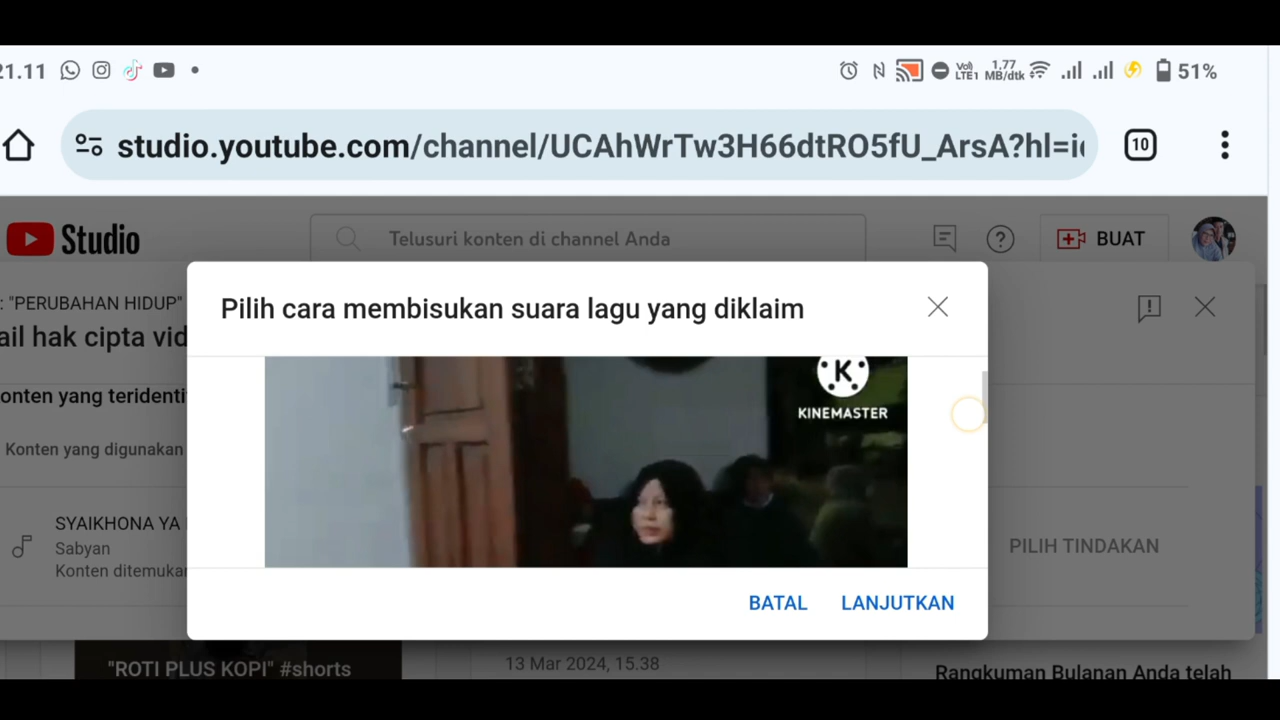 21.11 Vo)) LTE1 1,77 MB/dtk 51%
studio.youtube.com/channel/UCAhWrTw3H66dtRO5fU_ArsA?hl=i
10
Studio
Telusuri konten di channel Anda
BUAT
: "PERUBAHAN HIDUP"
ail hak cipta vid
Pilih cara membisukan suara lagu yang diklaim
K
KINEMASTER
onten yang teridenti
Konten yang digunakan
SYAIKHONA YA
Sabyan
Konten ditemuka
PILIH TINDAKAN
BATAL LANJUTKAN
"ROTI PLUS KOPI" #shorts
13 Mar 2024, 15.38
Rangkuman Bulanan Anda telah